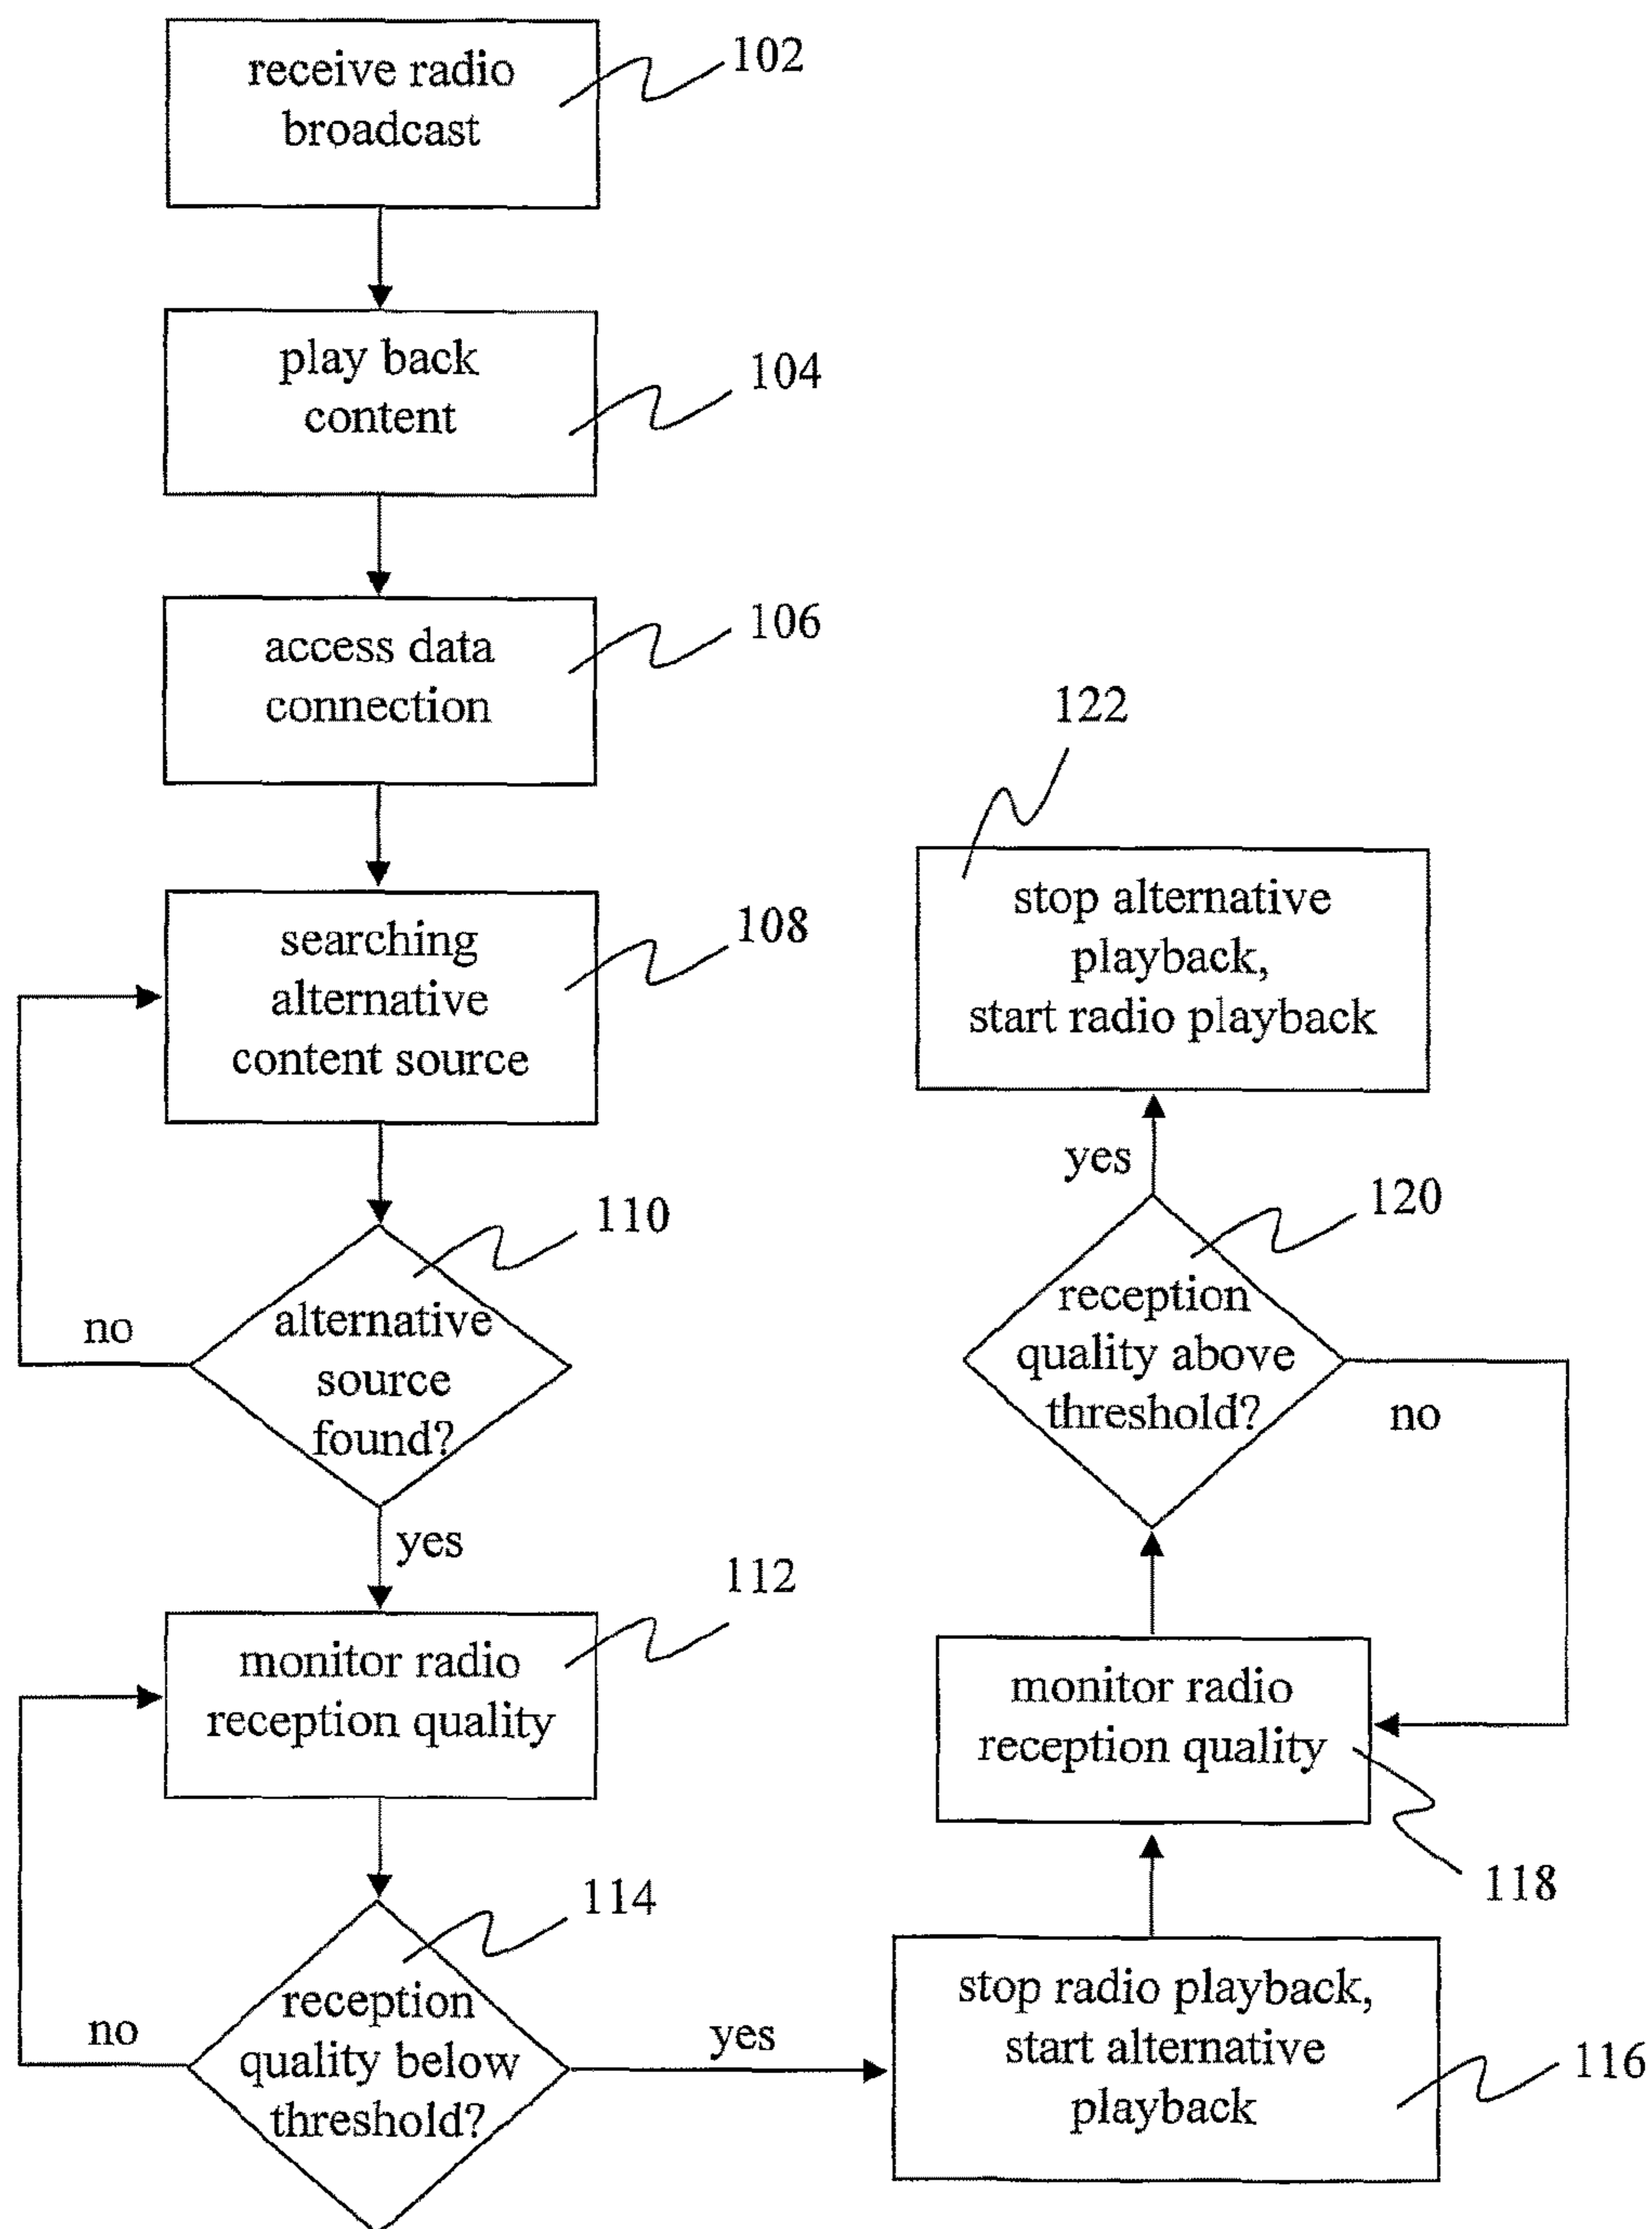 receive radio
broadcast
102
play back
content
104
access data
connection
106
searching
alternative
content source
108
alternative
source
found?
110
no
yes
monitor radio
reception quality
112
reception
quality below
threshold?
114
no
yes
stop radio playback,
start alternative
playback
116
monitor radio
reception quality
118
reception
quality above
threshold?
120
no
yes
stop alternative
playback,
start radio playback
122